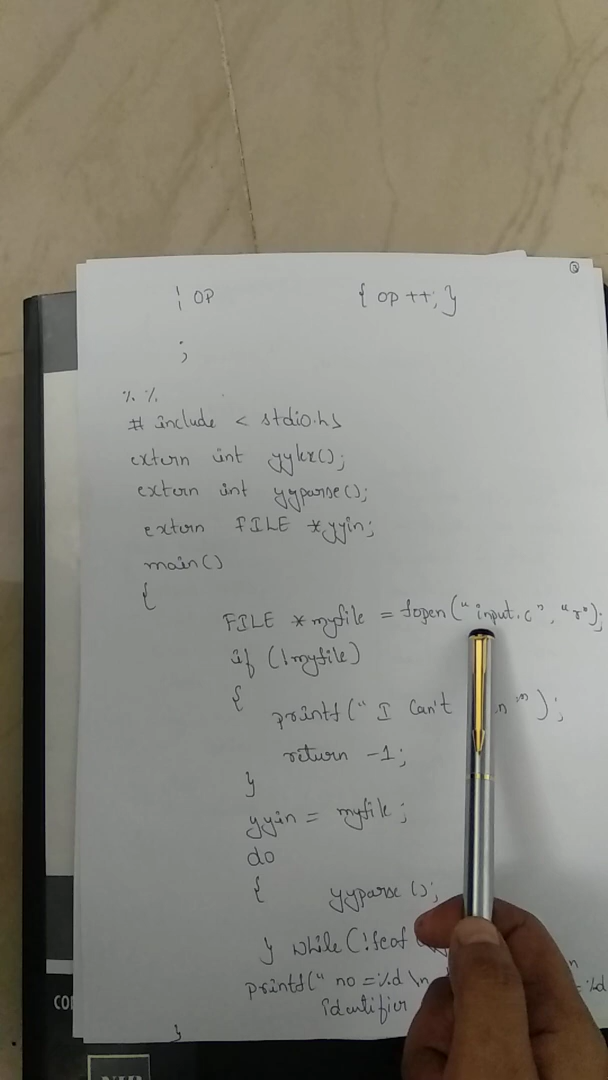 2
| OP { op ++; }
;
% %
# include < stdio.h>
extern int yylex();
extern int yyparse();
extern FILE *yyin;
main()
{
FILE *myfile = fopen("input.c", "r");
if (!myfile)
{
printf(" I can't
return -1;
}
yyin = myfile;
do
{ yyparse ();
} while (!feof (
printf(" no =%d \n =%d
Identifier
}